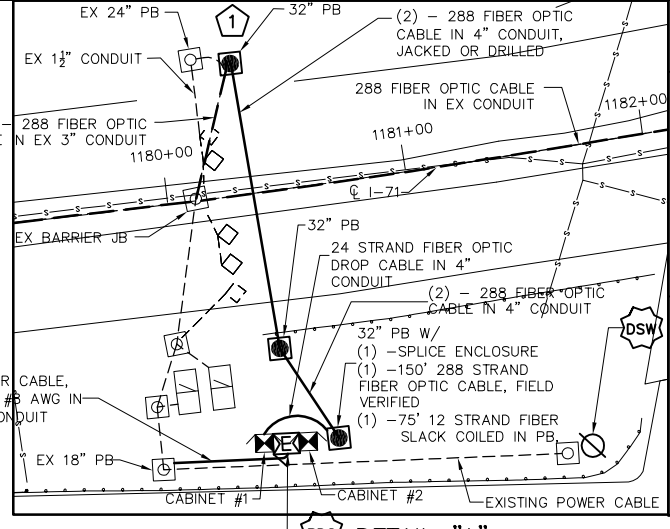 EX 24" PB
1
32" PB
(2) - 288 FIBER OPTIC
CABLE IN 4" CONDUIT,
JACKED OR DRILLED
EX 1½" CONDUIT
288 FIBER OPTIC CABLE
IN EX CONDUIT
- 288 FIBER OPTIC
IN EX 3" CONDUIT
1180+00
1181+00
1182+00
℄ I-71
EX BARRIER JB
32" PB
24 STRAND FIBER OPTIC
DROP CABLE IN 4"
CONDUIT
(2) - 288 FIBER OPTIC
CABLE IN 4" CONDUIT
DSW
32" PB W/
(1) -SPLICE ENCLOSURE
(1) -150' 288 STRAND
FIBER OPTIC CABLE, FIELD
VERIFIED
(1) -75' 12 STRAND FIBER
SLACK COILED IN PB
CABLE,
AWG IN
E
EX 18" PB
CABINET #1
CABINET #2
EXISTING POWER CABLE
S S S S S S S S S